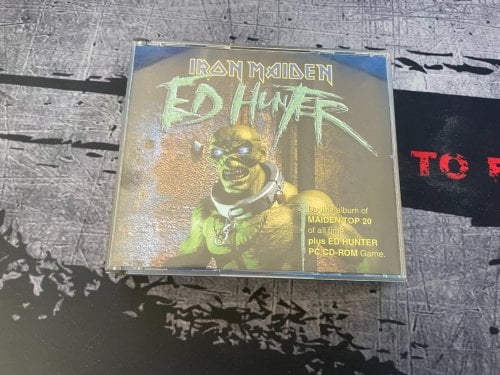 IRON MAIDEN
ED HUNTER
album of
MAIDEN TOP 20
of all time
plus ED HUNTER
PC CD-ROM Game.
TO